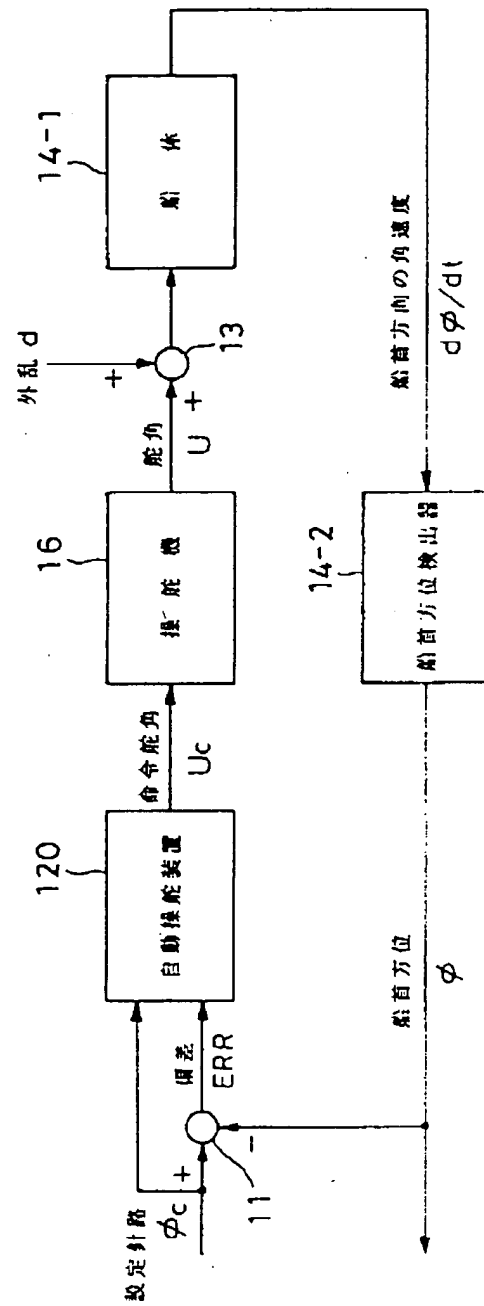 設定針路
φc
+
-
11
偏差
ERR
120
自動操舵装置
命令舵角
Uc
16
操舵機
舵角
U
外乱 d
+
+
13
14-1
船体
船首方向の角速度
dφ/dt
14-2
船首方位検出器
船首方位
φ